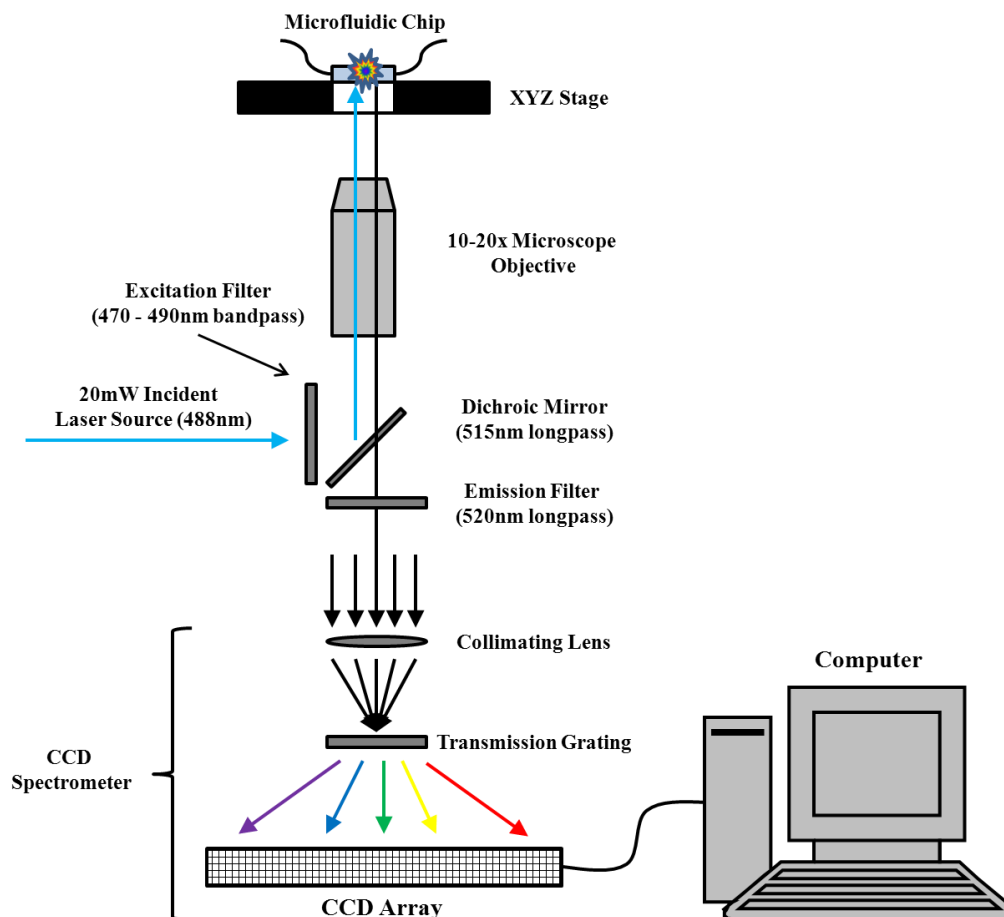 Microfluidic Chip
XYZ Stage
10-20x Microscope
Objective
Excitation Filter
(470 - 490nm bandpass)
20mW Incident
Laser Source (488nm)
Dichroic Mirror
(515nm longpass)
Emission Filter
(520nm longpass)
Collimating Lens
Computer
Transmission Grating
CCD
Spectrometer
CCD Array